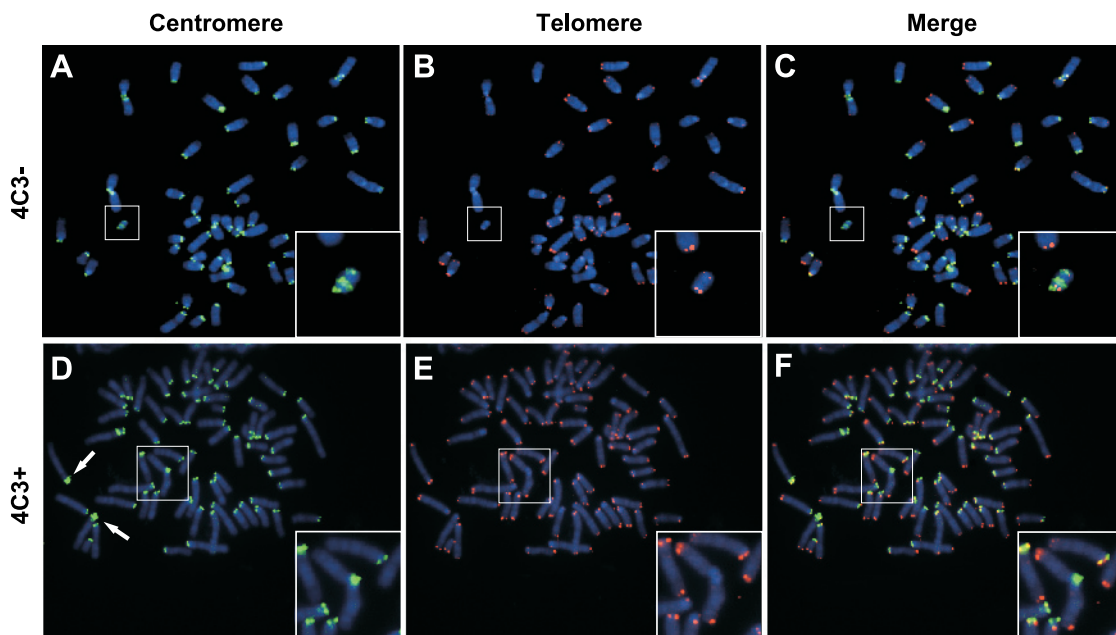 Centromere Telomere Merge
4C3-
A B C
4C3+
D E F